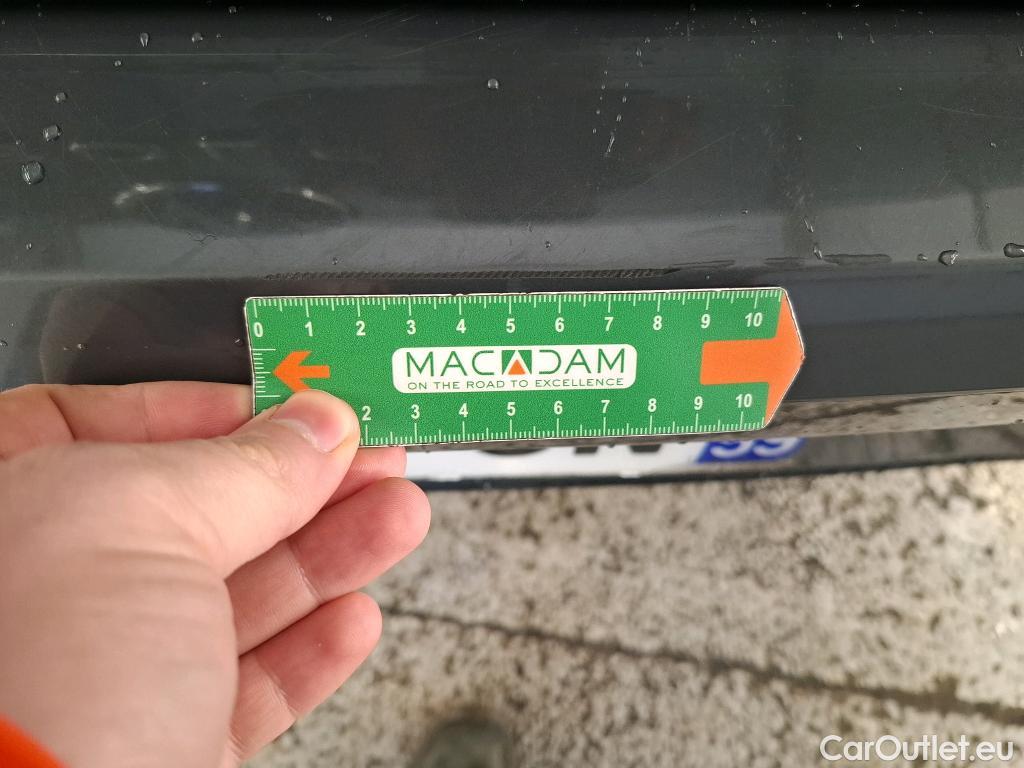 0 1 2 3 4 5 6 7 8 9 10
MACADAM
ON THE ROAD TO EXCELLENCE
2 3 4 5 6 7 8 9 10
CarOutlet.eu